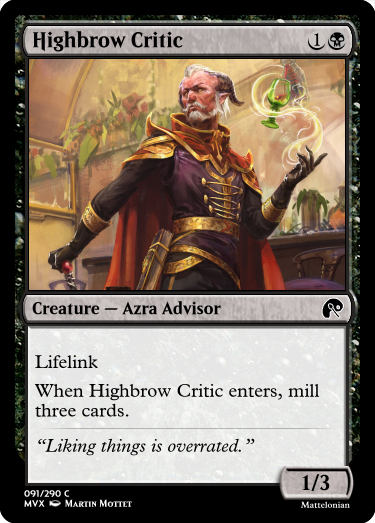 Highbrow Critic 1
Creature — Azra Advisor
Lifelink
When Highbrow Critic enters, mill
three cards.
“Liking things is overrated.”
1/3
091/290 C
MVX Martin Mottet
Mattelonian